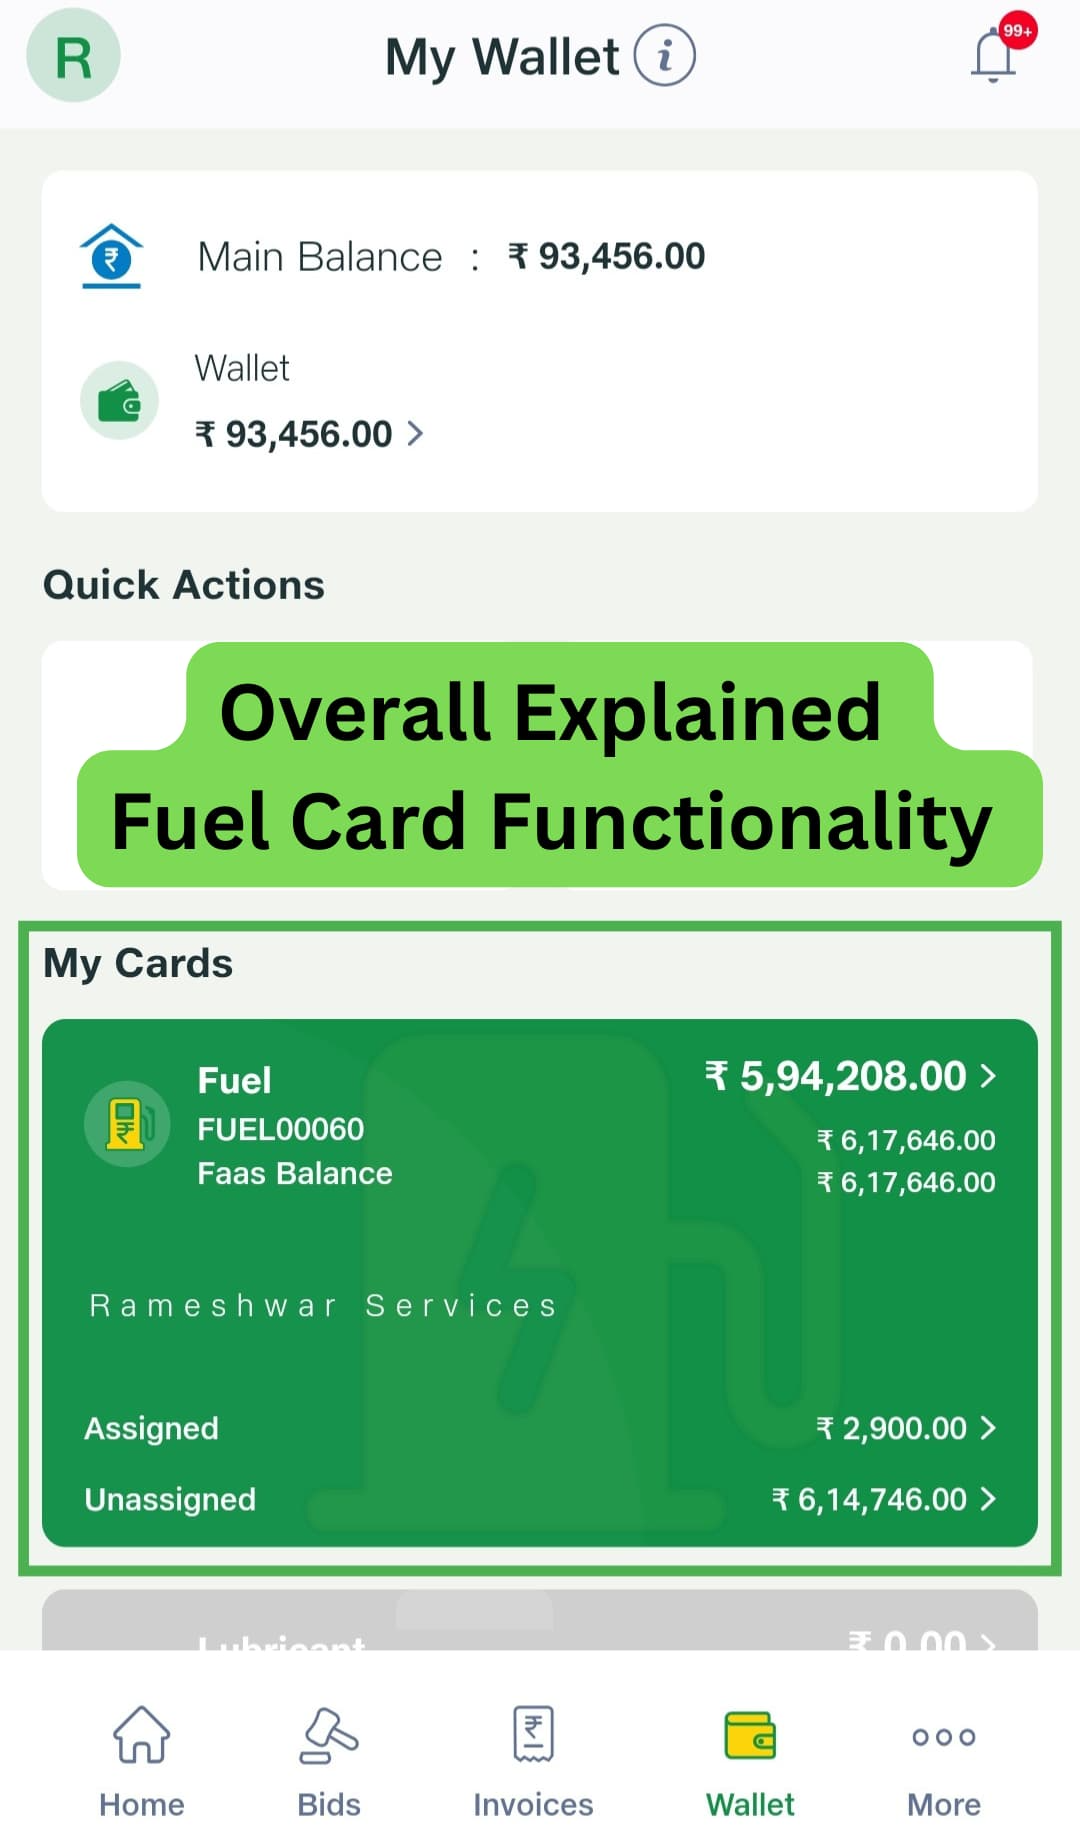 R
My Wallet i
99+
Main Balance : ₹ 93,456.00
Wallet
₹ 93,456.00 >
Quick Actions
Overall Explained
Fuel Card Functionality
My Cards
Fuel
₹ 5,94,208.00 >
FUEL00060
₹ 6,17,646.00
Faas Balance
₹ 6,17,646.00
Rameshwar Services
Assigned
₹ 2,900.00 >
Unassigned
₹ 6,14,746.00 >
Lubricant
₹ 0.00 >
Home
Bids
Invoices
Wallet
More